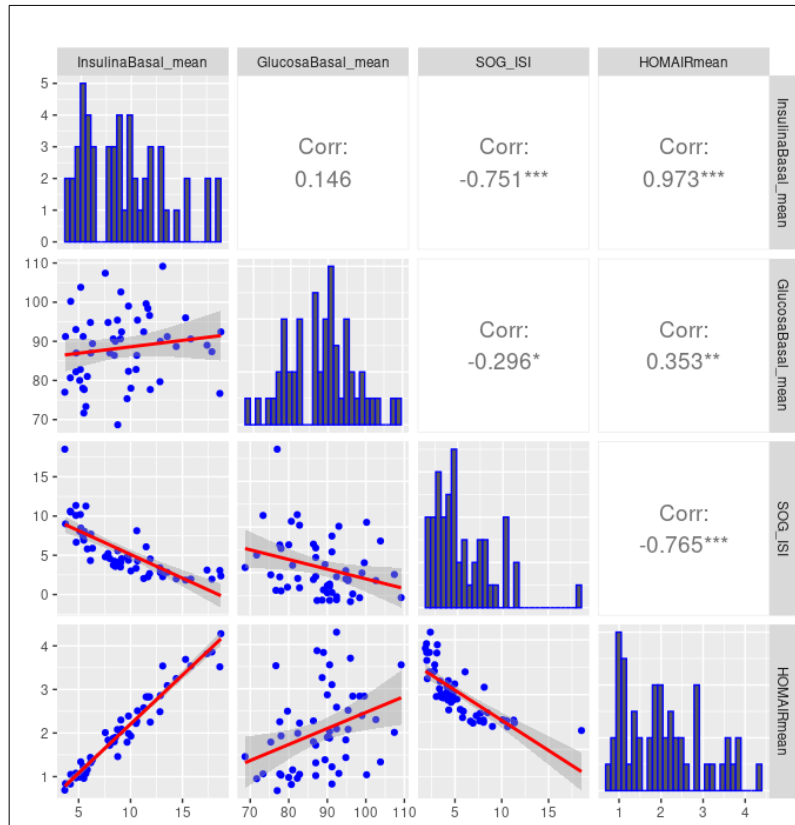 InsulinaBasal_mean GlucosaBasal_mean SOG_ISI HOMAIRmean
5
4
3
2
1
0
Corr:
0.146
Corr:
-0.751***
Corr:
0.973***
InsulinaBasal_mean
110
100
90
80
70
Corr:
-0.296*
Corr:
0.353**
GlucosaBasal_mean
15
10
5
0
Corr:
-0.765***
SOG_ISI
4
3
2
1
HOMAIRmean
5 10 15 70 80 90 100 110 5 10 15 1 2 3 4